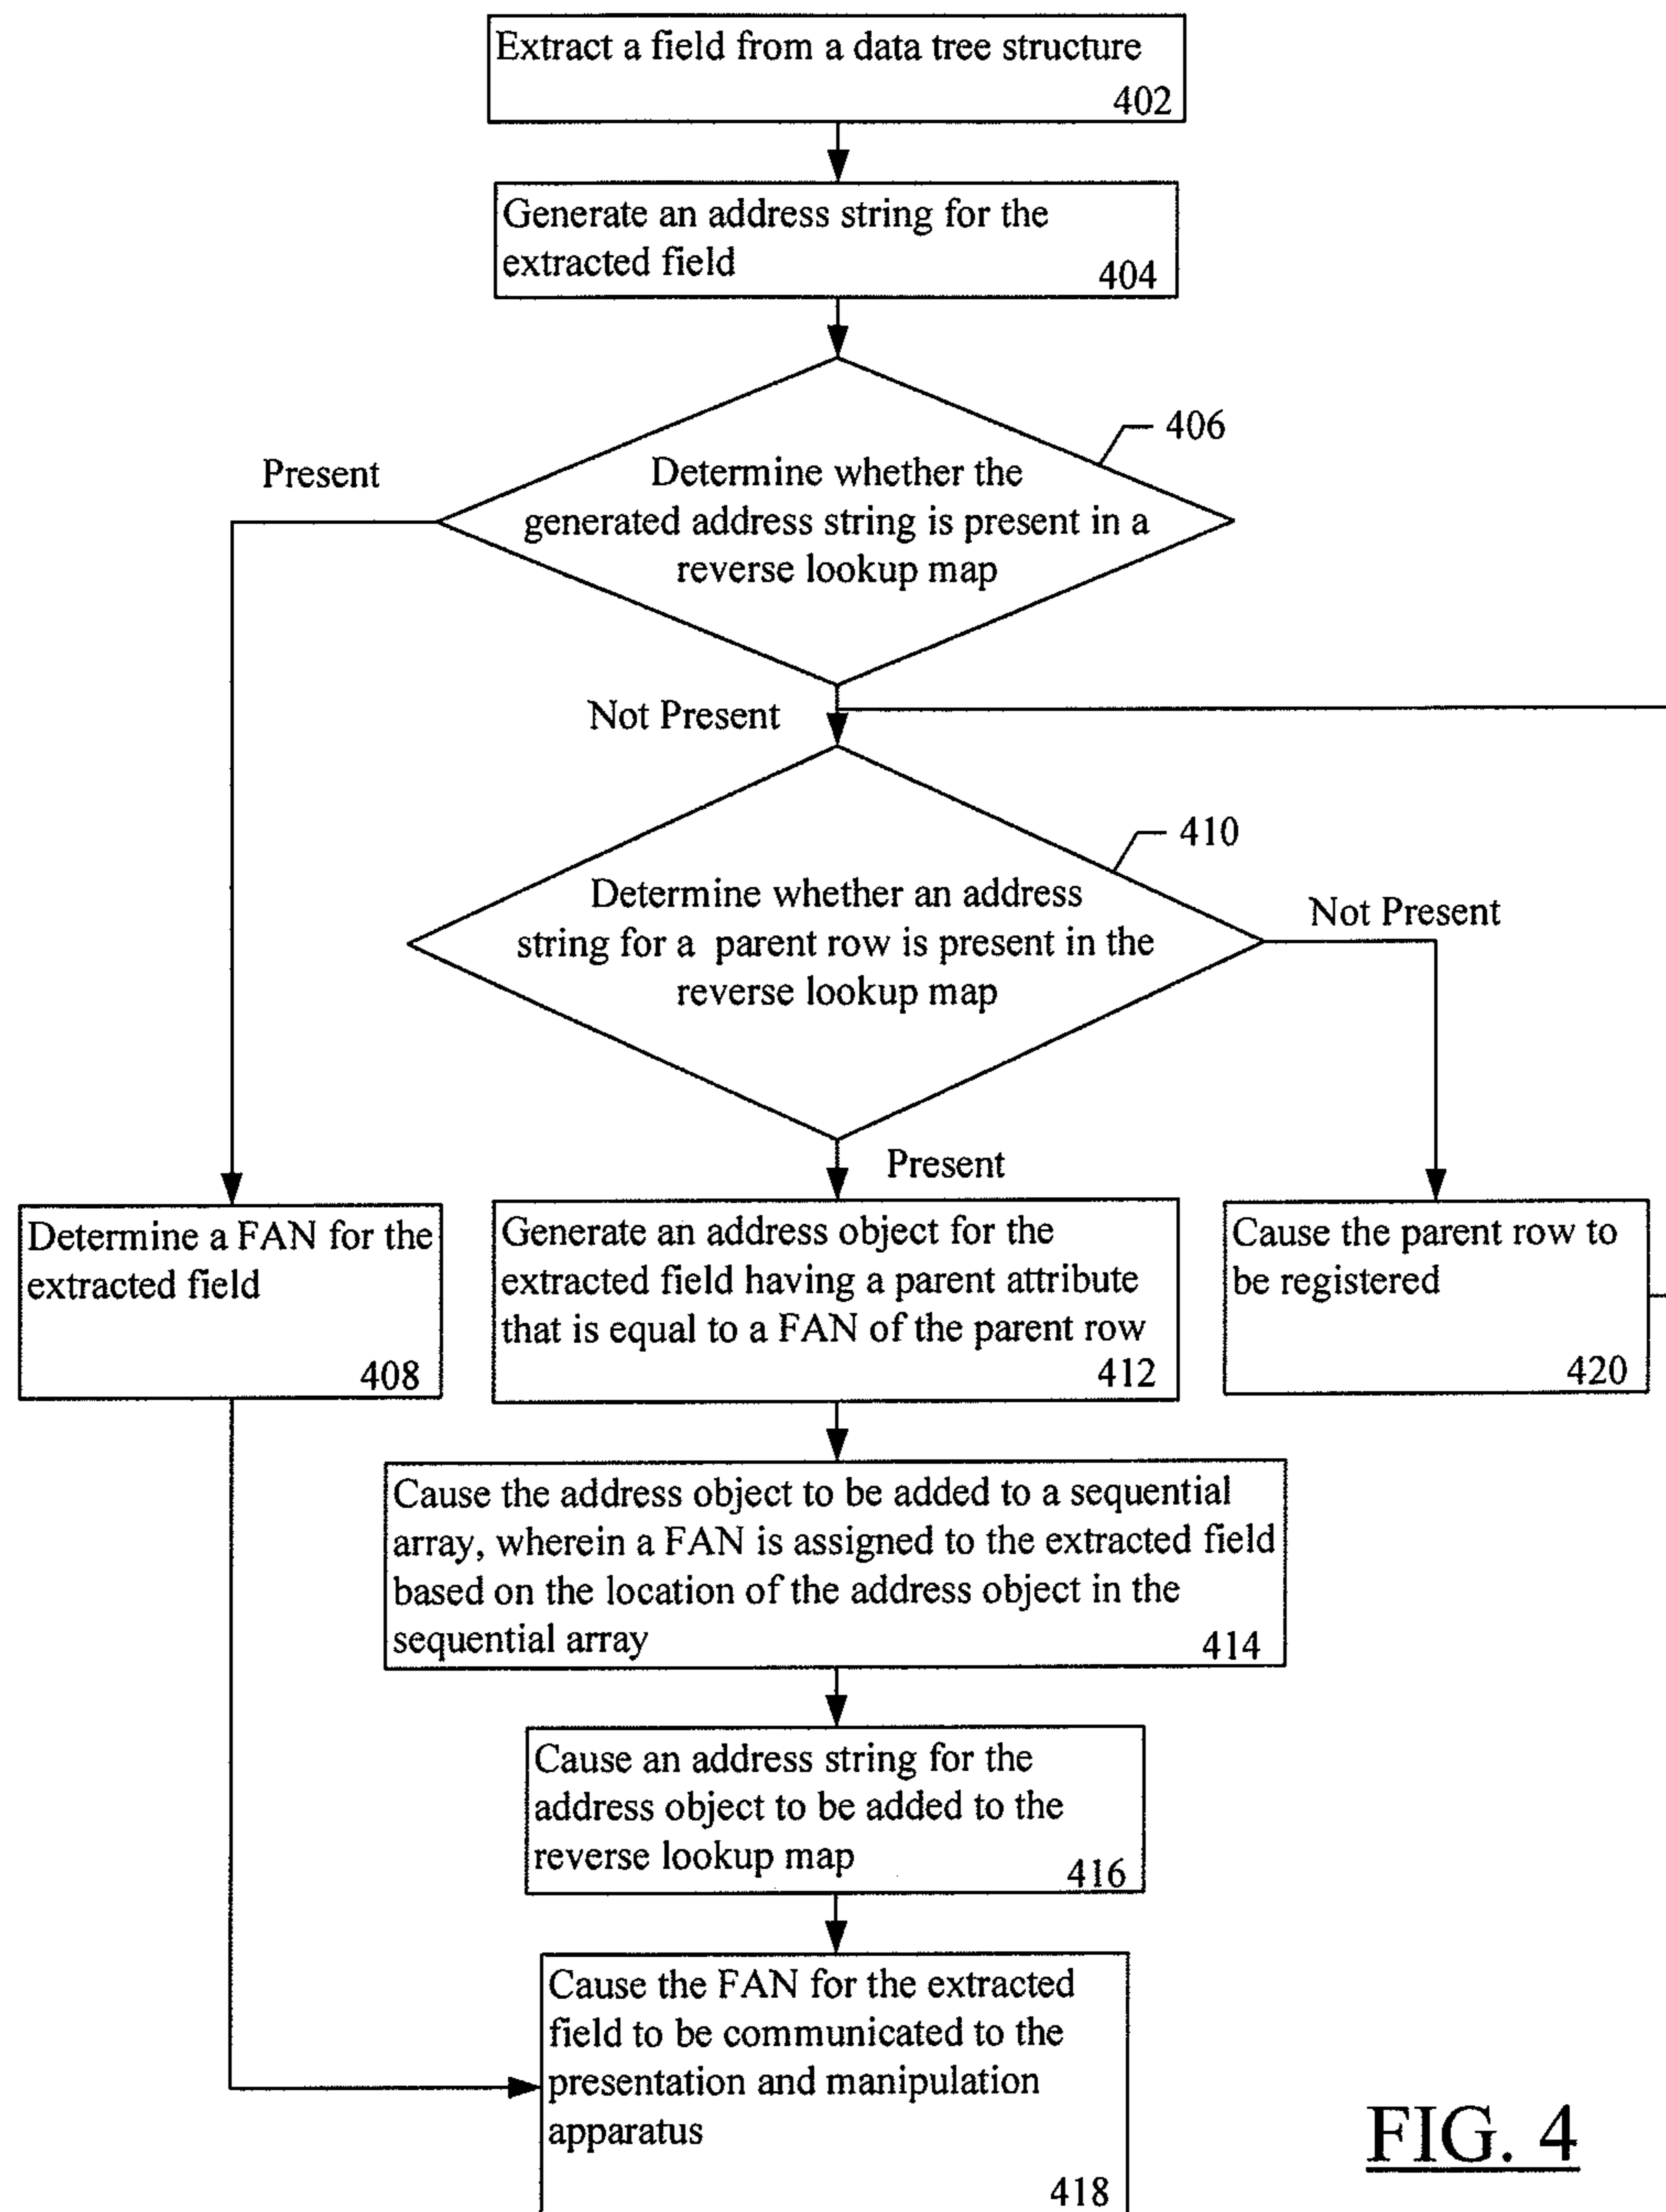 Extract a field from a data tree structure
402
Generate an address string for the
extracted field
404
406
Present
Determine whether the
generated address string is present in a
reverse lookup map
Not Present
410
Determine whether an address
string for a parent row is present in the
reverse lookup map
Not Present
Present
Determine a FAN for the
extracted field
408
Generate an address object for the
extracted field having a parent attribute
that is equal to a FAN of the parent row
412
Cause the parent row to
be registered
420
Cause the address object to be added to a sequential
array, wherein a FAN is assigned to the extracted field
based on the location of the address object in the
sequential array
414
Cause an address string for the
address object to be added to the
reverse lookup map
416
Cause the FAN for the extracted
field to be communicated to the
presentation and manipulation
apparatus
418
FIG. 4